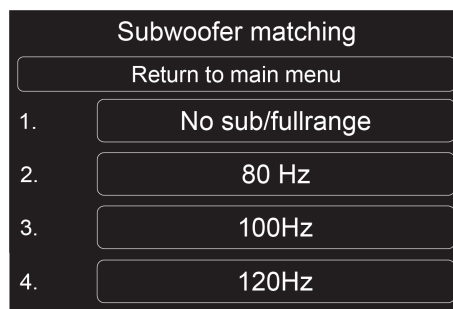 Subwoofer matching
Return to main menu
1. No sub/fullrange
2. 80 Hz
3. 100Hz
4. 120Hz